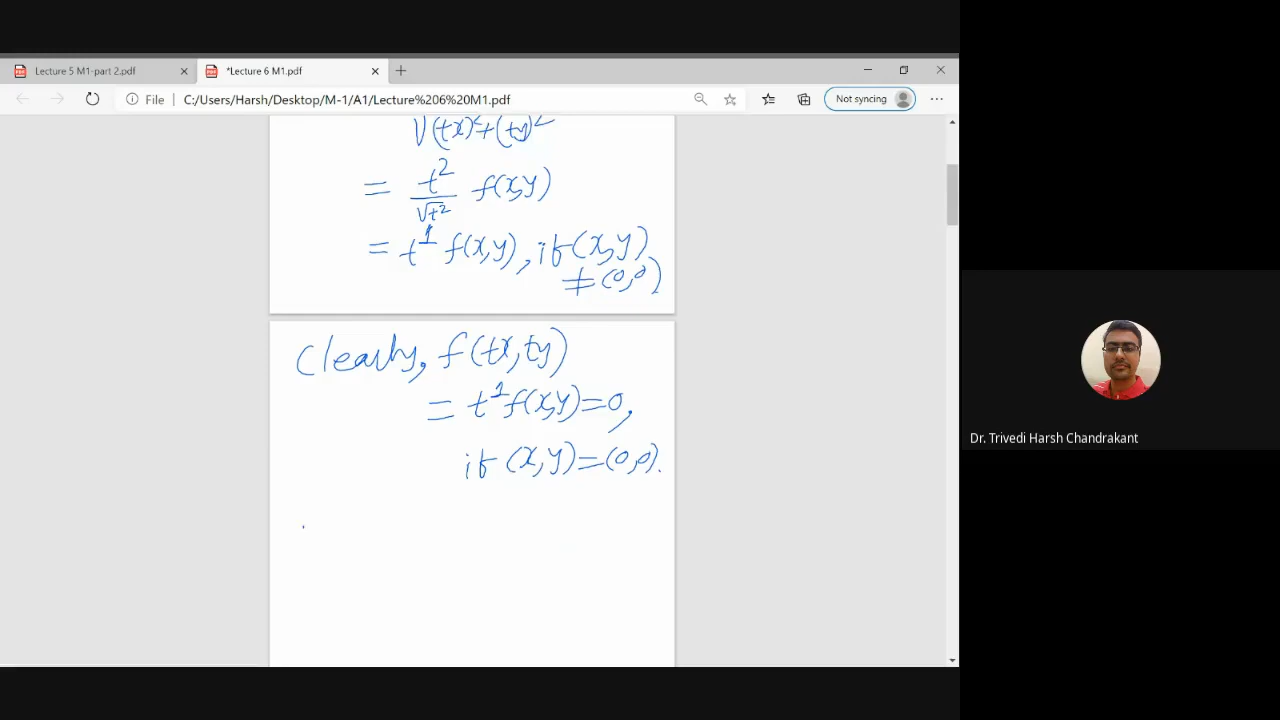 Lecture 5 M1-part 2.pdf
*Lecture 6 M1.pdf
File
C:/Users/Harsh/Desktop/M-1/A1/Lecture%206%20M1.pdf
Not syncing
√(tx)²+(ty)²
= t²/√t² f(x,y)
= t¹ f(x,y), if (x,y)
≠ (0,0)
Clearly, f(tx,ty)
= t¹f(x,y)=0,
if (x,y)=(0,0).
Dr. Trivedi Harsh Chandrakant